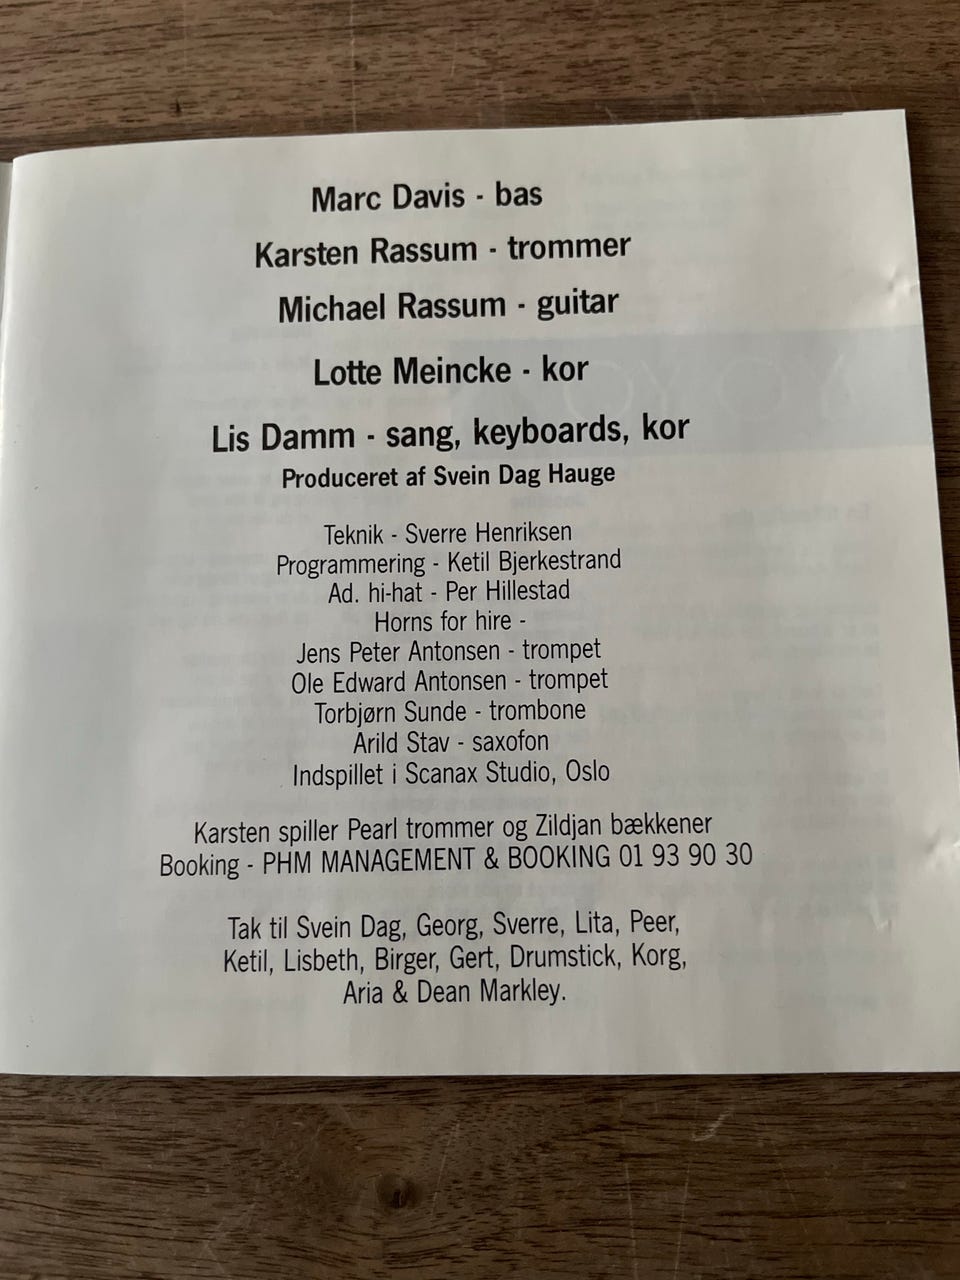 Marc Davis - bas
Karsten Rassum - trommer
Michael Rassum - guitar
Lotte Meincke - kor
Lis Damm - sang, keyboards, kor
Produceret af Svein Dag Hauge
Teknik - Sverre Henriksen
Programmering - Ketil Bjerkestrand
Ad. hi-hat - Per Hillestad
Horns for hire -
Jens Peter Antonsen - trompet
Ole Edward Antonsen - trompet
Torbjørn Sunde - trombone
Arild Stav - saxofon
Indspillet i Scanax Studio, Oslo
Karsten spiller Pearl trommer og Zildjan bækkener
Booking - PHM MANAGEMENT & BOOKING 01 93 90 30
Tak til Svein Dag, Georg, Sverre, Lita, Peer,
Ketil, Lisbeth, Birger, Gert, Drumstick, Korg,
Aria & Dean Markley.